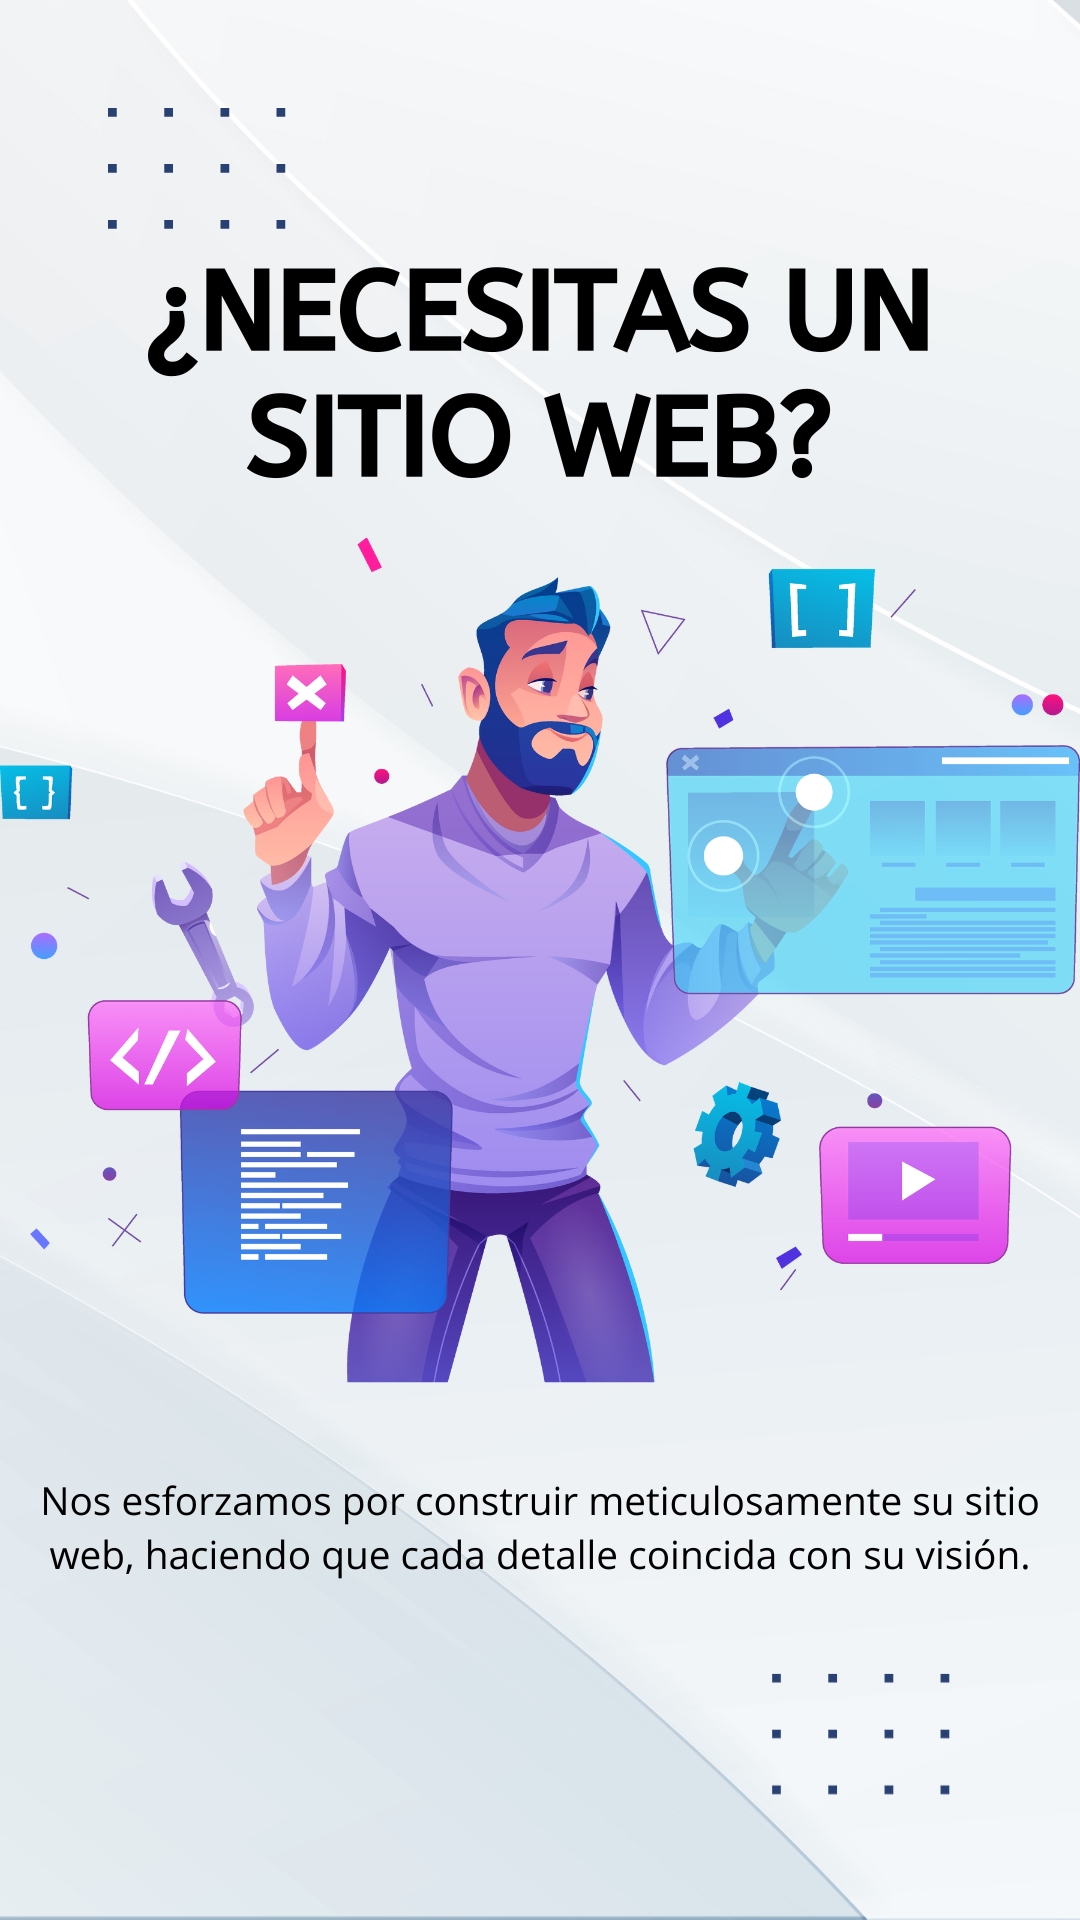 ¿NECESITAS UN
SITIO WEB?
[ ]
{ }
</>
Nos esforzamos por construir meticulosamente su sitio
web, haciendo que cada detalle coincida con su visión.